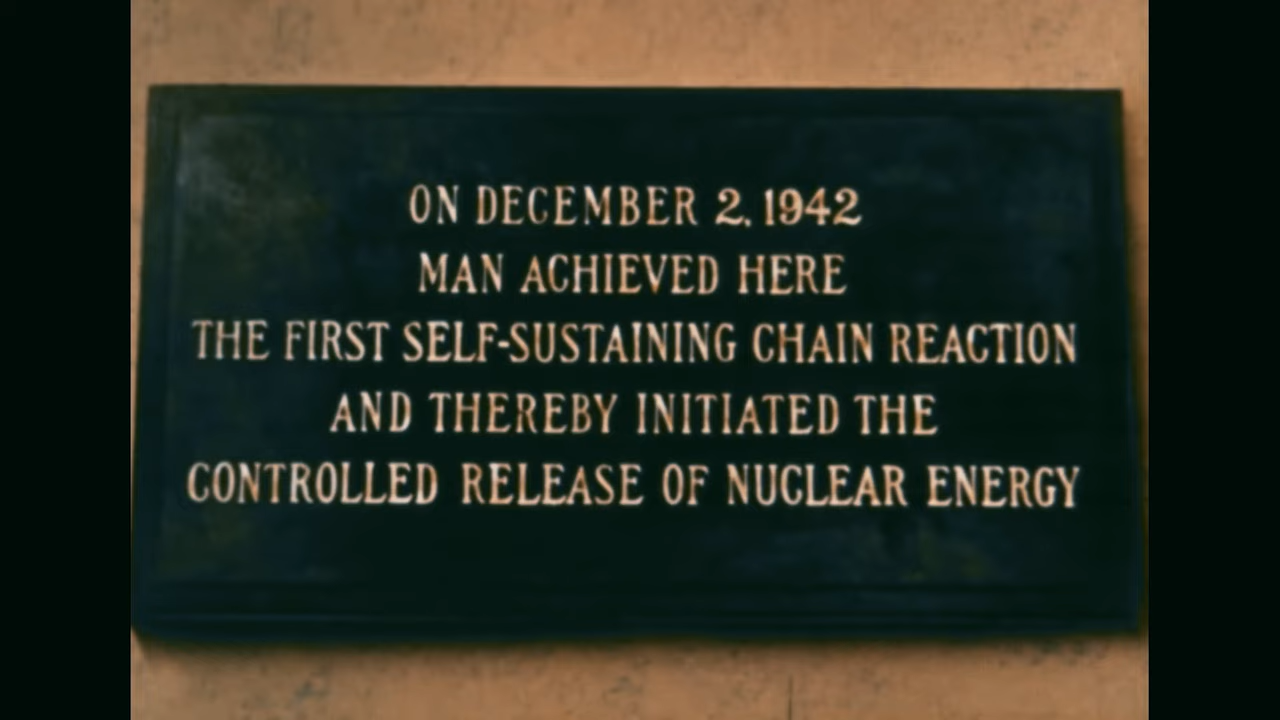 ON DECEMBER 2, 1942
MAN ACHIEVED HERE
THE FIRST SELF-SUSTAINING CHAIN REACTION
AND THEREBY INITIATED THE
CONTROLLED RELEASE OF NUCLEAR ENERGY